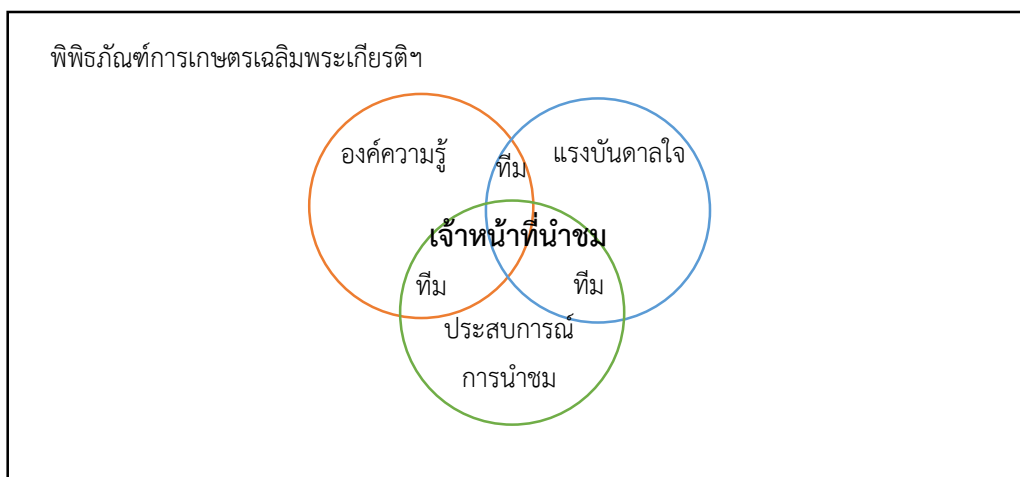 พิพิธภัณฑ์การเกษตรเฉลิมพระเกียรติฯ
องค์ความรู้
ทีม
แรงบันดาลใจ
เจ้าหน้าที่นำชม
ทีม
ทีม
ประสบการณ์
การนำชม